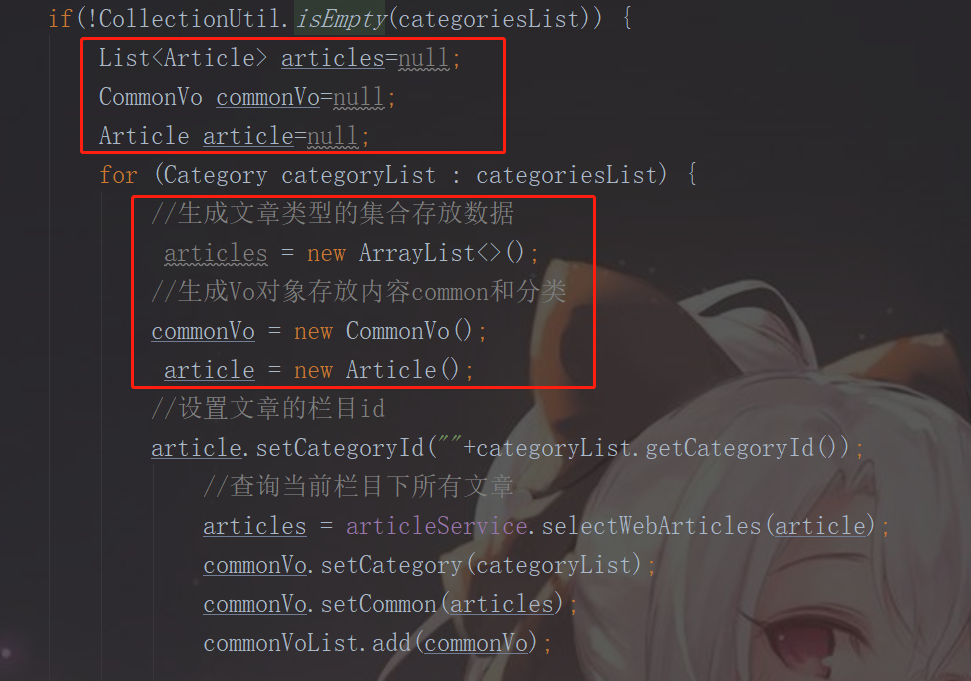 if(!CollectionUtil.isEmpty(categoriesList)) {
List<Article> articles=null;
CommonVo commonVo=null;
Article article=null;
for (Category categoryList : categoriesList) {
//生成文章类型的集合存放数据
articles = new ArrayList<>();
//生成Vo对象存放内容common和分类
commonVo = new CommonVo();
article = new Article();
//设置文章的栏目id
article.setCategoryId(""+categoryList.getCategoryId());
//查询当前栏目下所有文章
articles = articleService.selectWebArticles(article);
commonVo.setCategory(categoryList);
commonVo.setCommon(articles);
commonVoList.add(commonVo);